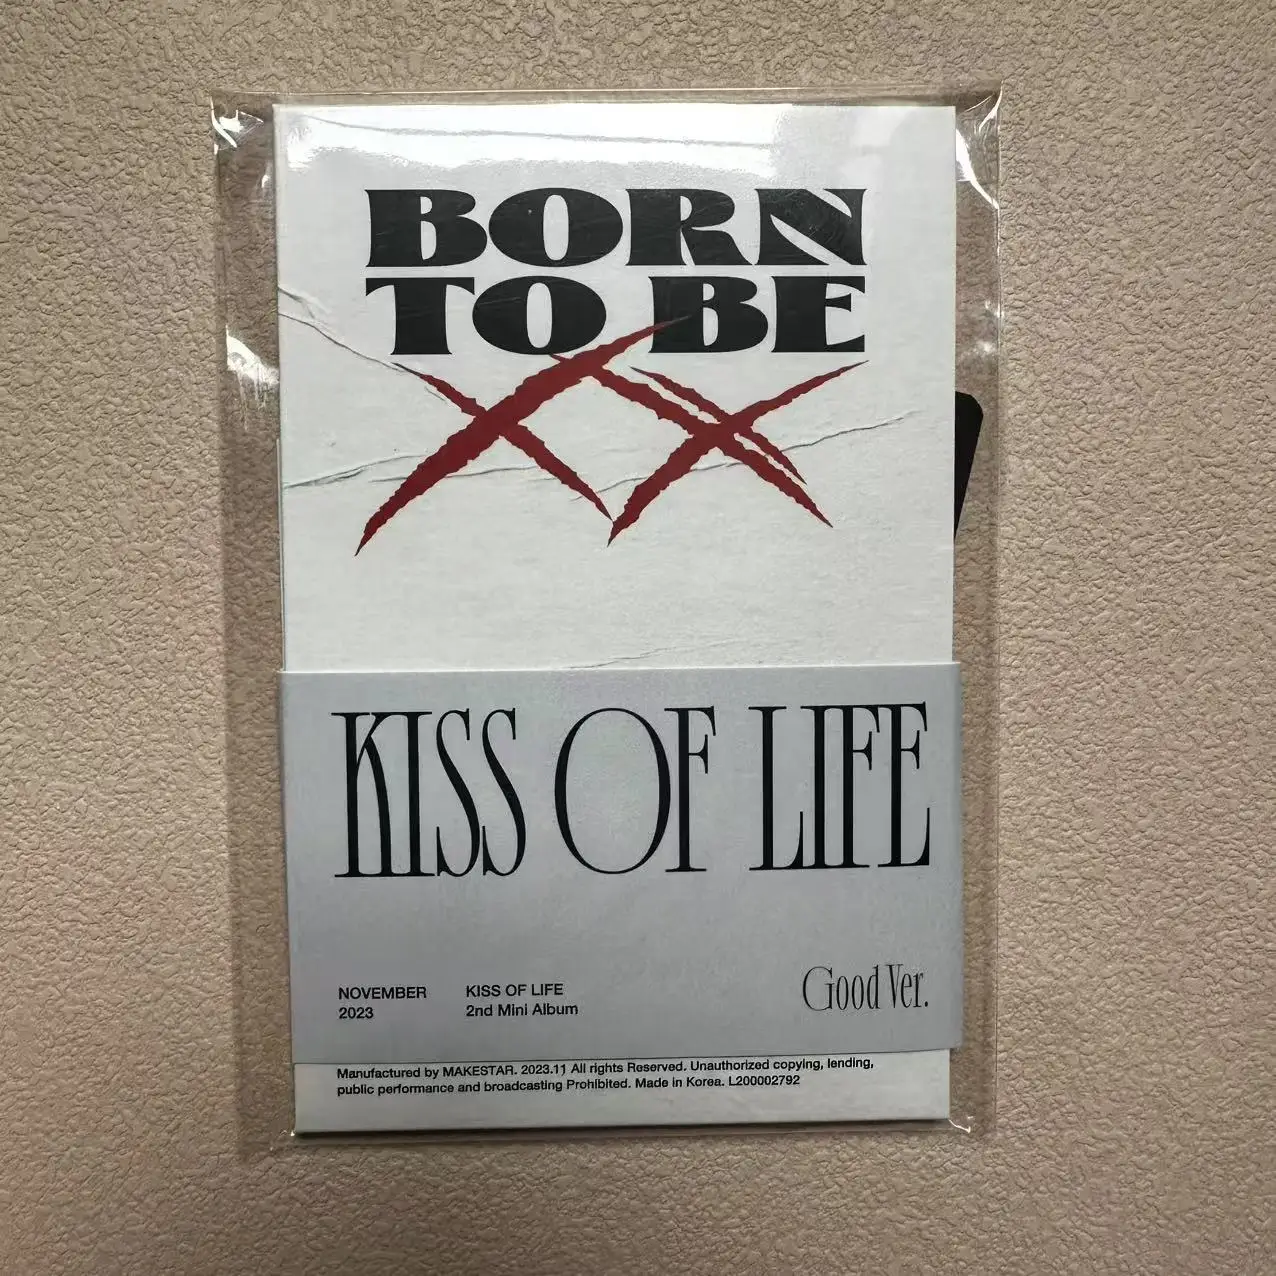 BORN
TO BE
XX
KISS OF LIFE
NOVEMBER
2023
KISS OF LIFE
2nd Mini Album
Good Ver.
Manufactured by MAKESTAR. 2023.11 All rights Reserved. Unauthorized copying, lending,
public performance and broadcasting Prohibited. Made in Korea. L200002792